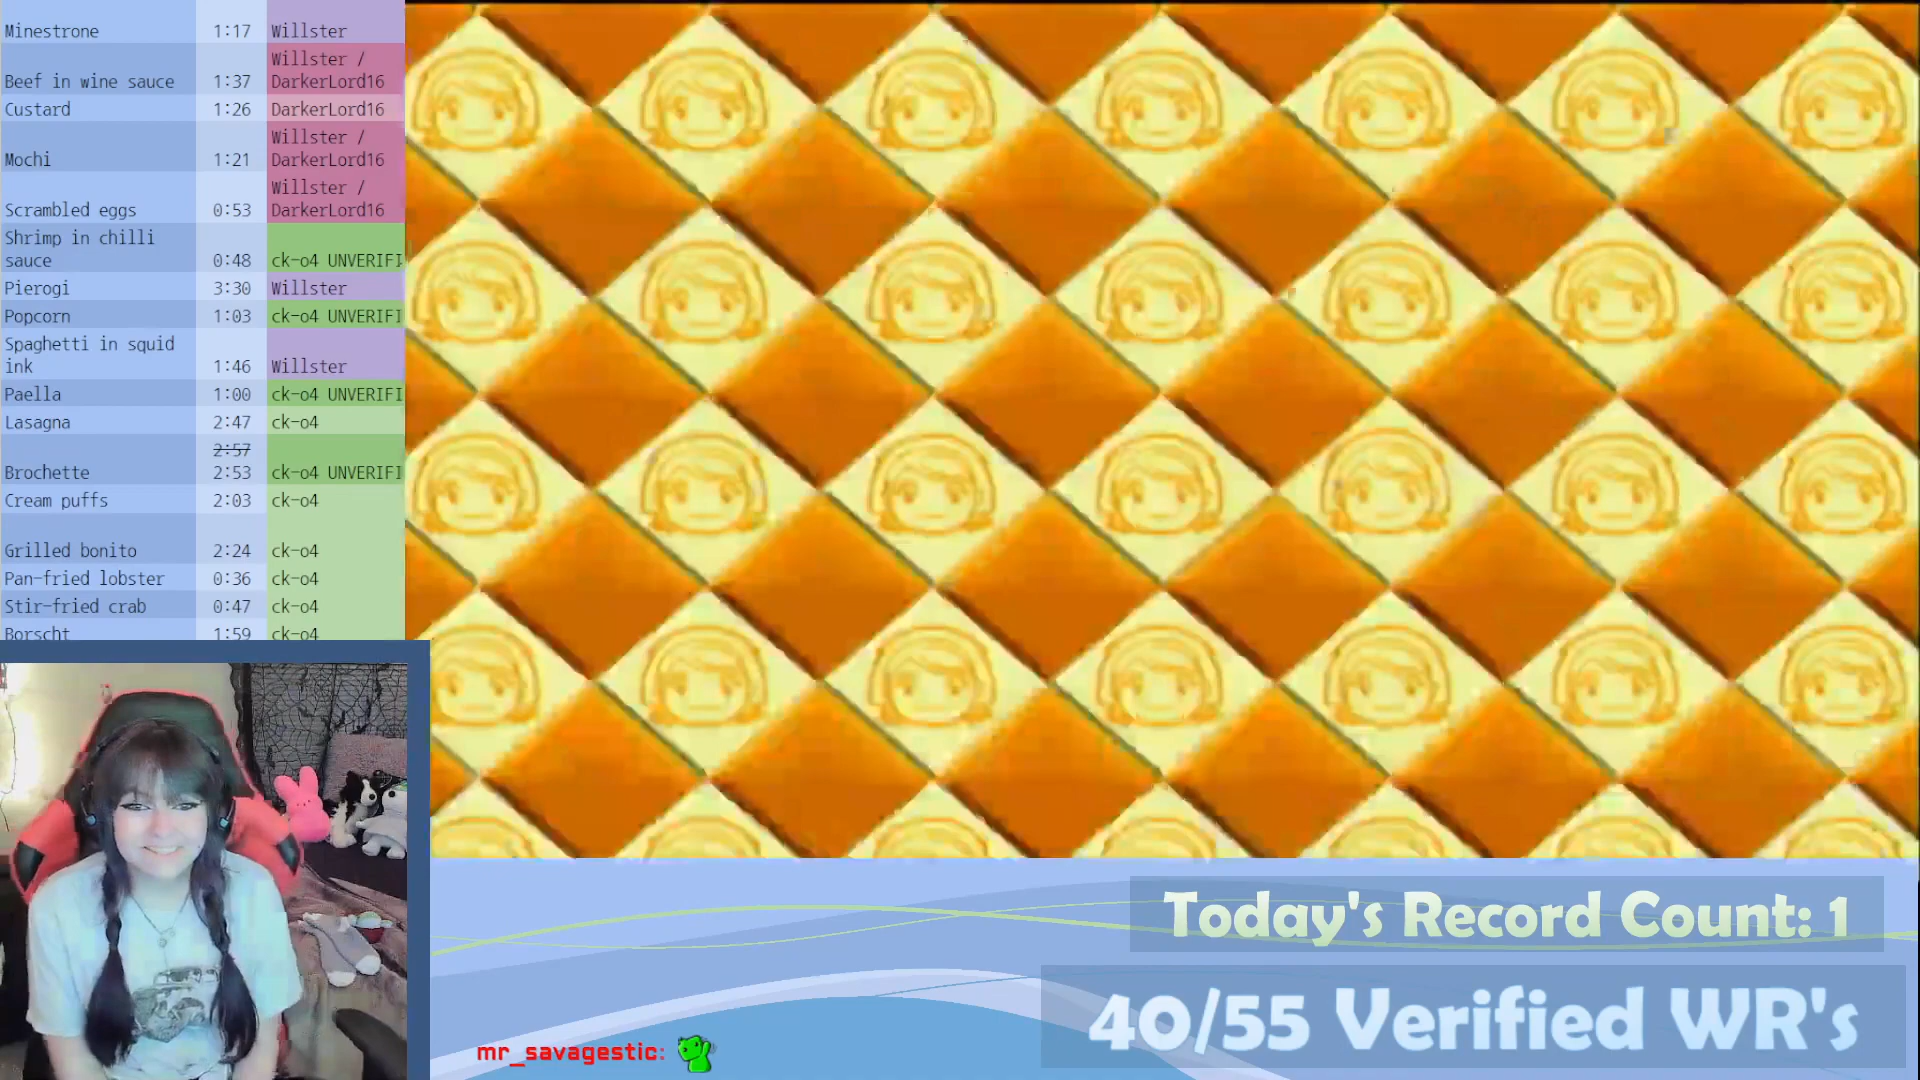 Minestrone 1:17 Willster
Willster /
Beef in wine sauce 1:37 DarkerLord16
Custard 1:26 DarkerLord16
Willster /
Mochi 1:21 DarkerLord16
Willster /
Scrambled eggs 0:53 DarkerLord16
Shrimp in chilli
sauce 0:48 ck-o4 UNVERIFI
Pierogi 3:30 Willster
Popcorn 1:03 ck-o4 UNVERIFI
Spaghetti in squid
ink 1:46 Willster
Paella 1:00 ck-o4 UNVERIFI
Lasagna 2:47 ck-o4
2:57
Brochette 2:53 ck-o4 UNVERIFI
Cream puffs 2:03 ck-o4
Grilled bonito 2:24 ck-o4
Pan-fried lobster 0:36 ck-o4
Stir-fried crab 0:47 ck-o4
Borscht 1:59 ck-o4
Today's Record Count: 1
40/55 Verified WR's
mr_savagestic: